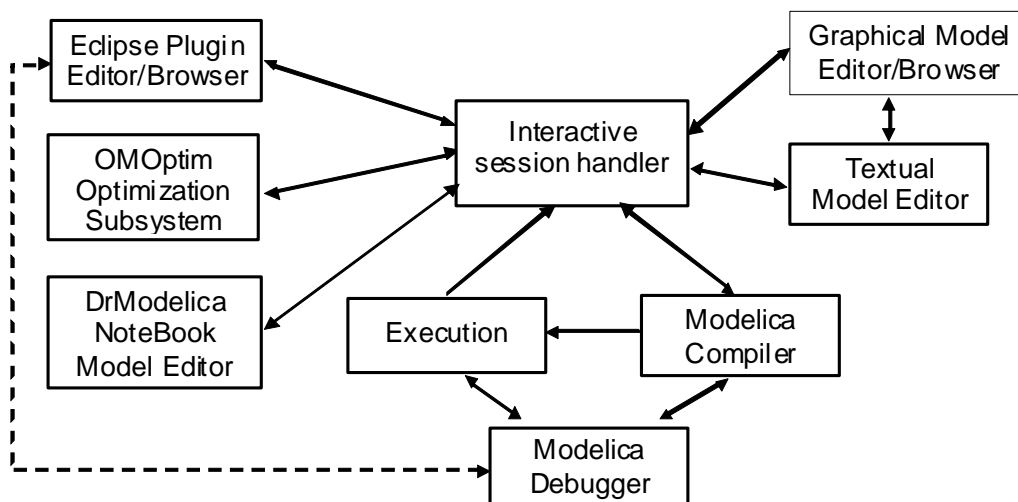 Eclipse Plugin
Editor/Browser
Graphical Model
Editor/Browser
Interactive
session handler
OMOptim
Optimization
Subsystem
Textual
Model Editor
DrModelica
NoteBook
Model Editor
Execution
Modelica
Compiler
Modelica
Debugger